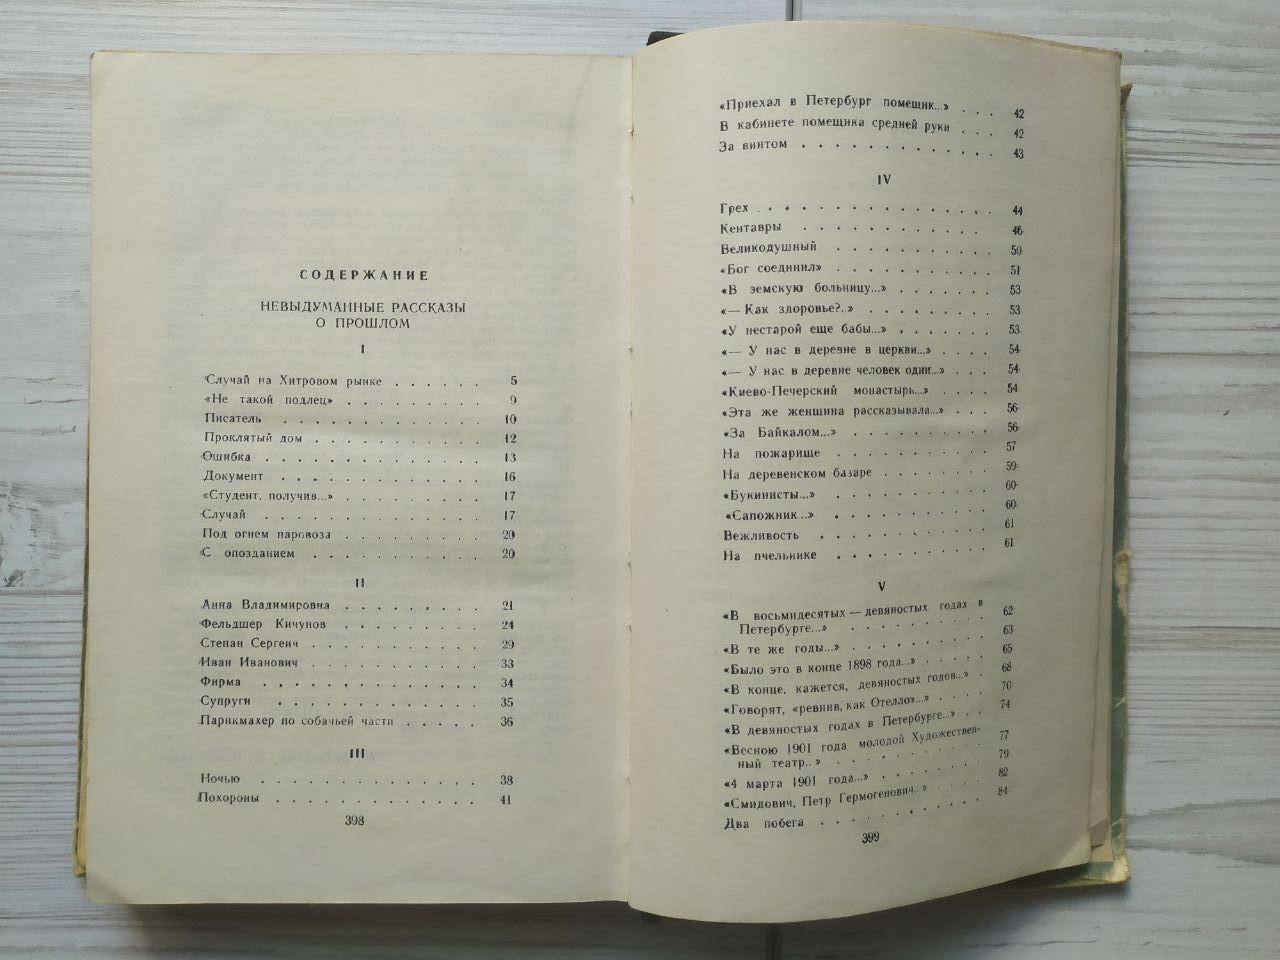 СОДЕРЖАНИЕ
НЕВЫДУМАННЫЕ РАССКАЗЫ
О ПРОШЛОМ
I
Случай на Хитровом рынке . . . . . . 5
«Не такой подлец» . . . . . . . . . 9
Писатель . . . . . . . . . . . . 10
Проклятый дом . . . . . . . . . . . 12
Ошибка . . . . . . . . . . . . . . 13
Документ . . . . . . . . . . . . . 16
«Студент, получив...» . . . . . . . . . 17
Случай . . . . . . . . . . . . . . 17
Под огнем паровоза . . . . . . . . . 20
С опозданием . . . . . . . . . . . 20
II
Анна Владимировна . . . . . . . . . 21
Фельдшер Кичунов . . . . . . . . . 24
Степан Сергеич . . . . . . . . . . . 29
Иван Иванович . . . . . . . . . . . 33
Фирма . . . . . . . . . . . . . . 34
Супруги . . . . . . . . . . . . . 35
Парикмахер по собачьей части . . . . . 36
III
Ночью . . . . . . . . . . . . . . 38
Похороны . . . . . . . . . . . . . 41
398
«Приехал в Петербург помещик...» . . . 42
В кабинете помещика средней руки . . . 42
За винтом . . . . . . . . . . . . . 43
IV
Грех . . . . . . . . . . . . . . . 44
Кентавры . . . . . . . . . . . . 46
Великодушный . . . . . . . . . . . 50
«Бог соединил» . . . . . . . . . . . 51
«В земскую больницу...» . . . . . . . 53
«— Как здоровье?..» . . . . . . . . . 53
«У нестарой еще бабы...» . . . . . . . 53
«— У нас в деревне в церкви...» . . . . 54
«— У нас в деревне человек один...» . . . 54
«Киево-Печерский монастырь...» . . . . 54
«Эта же женщина рассказывала...» . . . 56
«За Байкалом...» . . . . . . . . . . 56
На пожарище . . . . . . . . . . . 57
На деревенском базаре . . . . . . . . 59
«Букинисты...» . . . . . . . . . . . 60
«Сапожник...» . . . . . . . . . . . 60
Вежливость . . . . . . . . . . . . 61
На пчельнике . . . . . . . . . . . 61
V
«В восьмидесятых — девяностых годах в
Петербурге...» . . . . . . . . . . 62
«В те же годы...» . . . . . . . . . . 63
«Было это в конце 1898 года...» . . . . . 65
«В конце, кажется, девяностых годов...» . 68
«Говорят, «ревнив, как Отелло»...» . . . . 70
«В девяностых годах в Петербурге...» . . 74
«Весною 1901 года молодой Художествен-
ный театр...» . . . . . . . . . . 77
«4 марта 1901 года...» . . . . . . . . 79
«Смидович, Петр Гермогенович...» . . . . 82
Два побега . . . . . . . . . . . 84
399